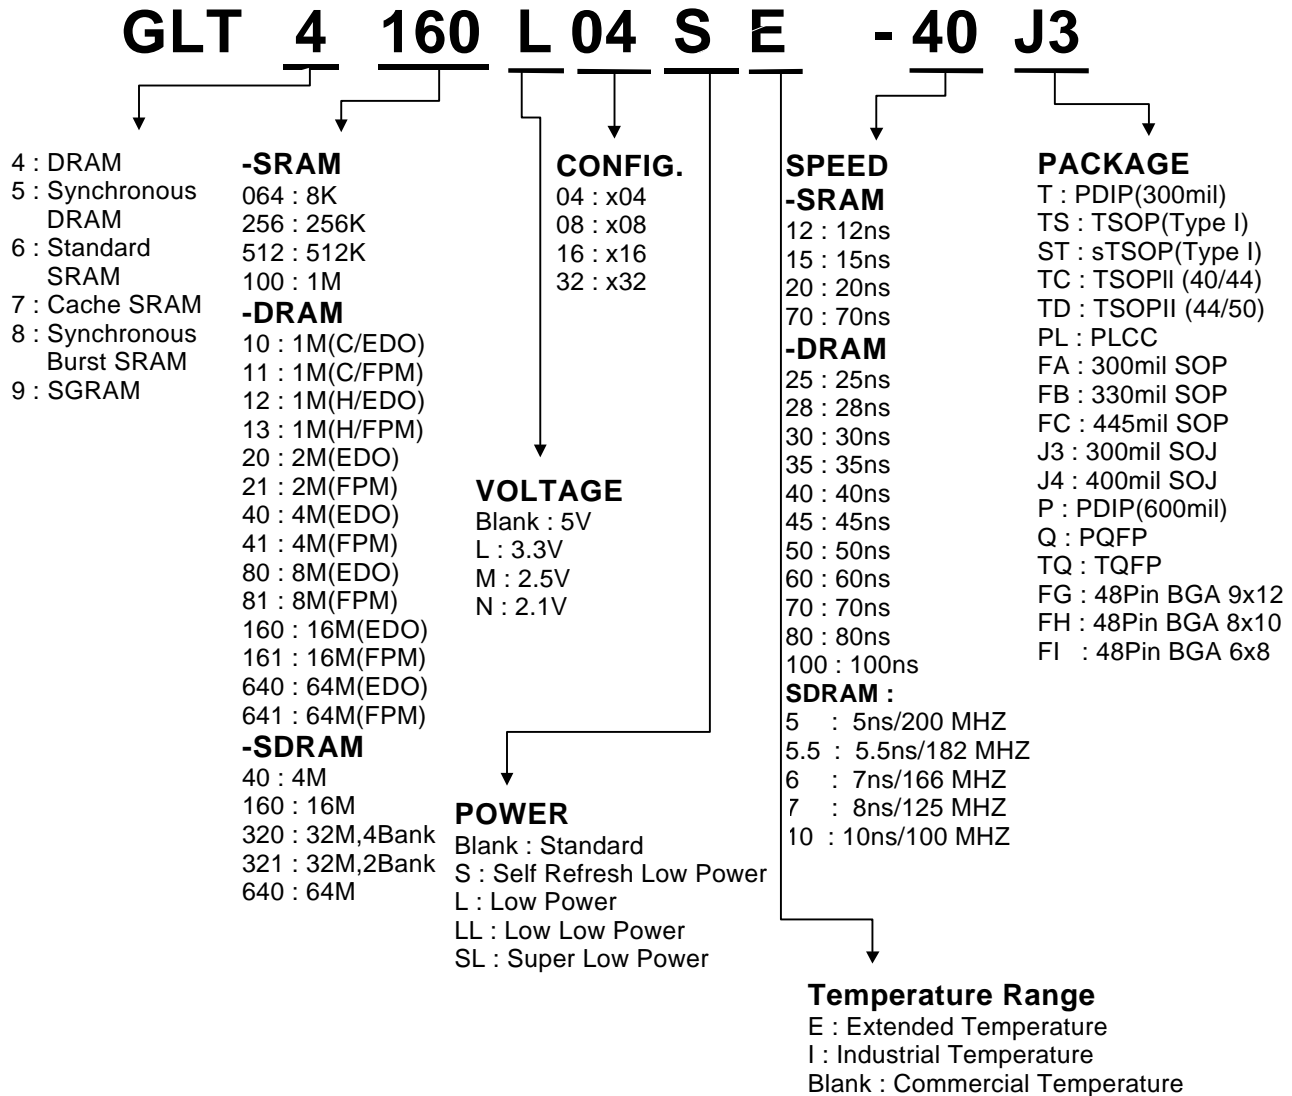 GLT 4 160 L 04 S E - 40 J3
4 : DRAM
5 : Synchronous
DRAM
6 : Standard
SRAM
7 : Cache SRAM
8 : Synchronous
Burst SRAM
9 : SGRAM
-SRAM
064 : 8K
256 : 256K
512 : 512K
100 : 1M
-DRAM
10 : 1M(C/EDO)
11 : 1M(C/FPM)
12 : 1M(H/EDO)
13 : 1M(H/FPM)
20 : 2M(EDO)
21 : 2M(FPM)
40 : 4M(EDO)
41 : 4M(FPM)
80 : 8M(EDO)
81 : 8M(FPM)
160 : 16M(EDO)
161 : 16M(FPM)
640 : 64M(EDO)
641 : 64M(FPM)
-SDRAM
40 : 4M
160 : 16M
320 : 32M,4Bank
321 : 32M,2Bank
640 : 64M
VOLTAGE
Blank : 5V
L : 3.3V
M : 2.5V
N : 2.1V
CONFIG.
04 : x04
08 : x08
16 : x16
32 : x32
POWER
Blank : Standard
S : Self Refresh Low Power
L : Low Power
LL : Low Low Power
SL : Super Low Power
SPEED
-SRAM
12 : 12ns
15 : 15ns
20 : 20ns
70 : 70ns
-DRAM
25 : 25ns
28 : 28ns
30 : 30ns
35 : 35ns
40 : 40ns
45 : 45ns
50 : 50ns
60 : 60ns
70 : 70ns
80 : 80ns
100 : 100ns
SDRAM :
5 : 5ns/200 MHZ
5.5 : 5.5ns/182 MHZ
6 : 7ns/166 MHZ
7 : 8ns/125 MHZ
10 : 10ns/100 MHZ
Temperature Range
E : Extended Temperature
I : Industrial Temperature
Blank : Commercial Temperature
PACKAGE
T : PDIP(300mil)
TS : TSOP(Type I)
ST : sTSOP(Type I)
TC : TSOPll (40/44)
TD : TSOPII (44/50)
PL : PLCC
FA : 300mil SOP
FB : 330mil SOP
FC : 445mil SOP
J3 : 300mil SOJ
J4 : 400mil SOJ
P : PDIP(600mil)
Q : PQFP
TQ : TQFP
FG : 48Pin BGA 9x12
FH : 48Pin BGA 8x10
FI : 48Pin BGA 6x8